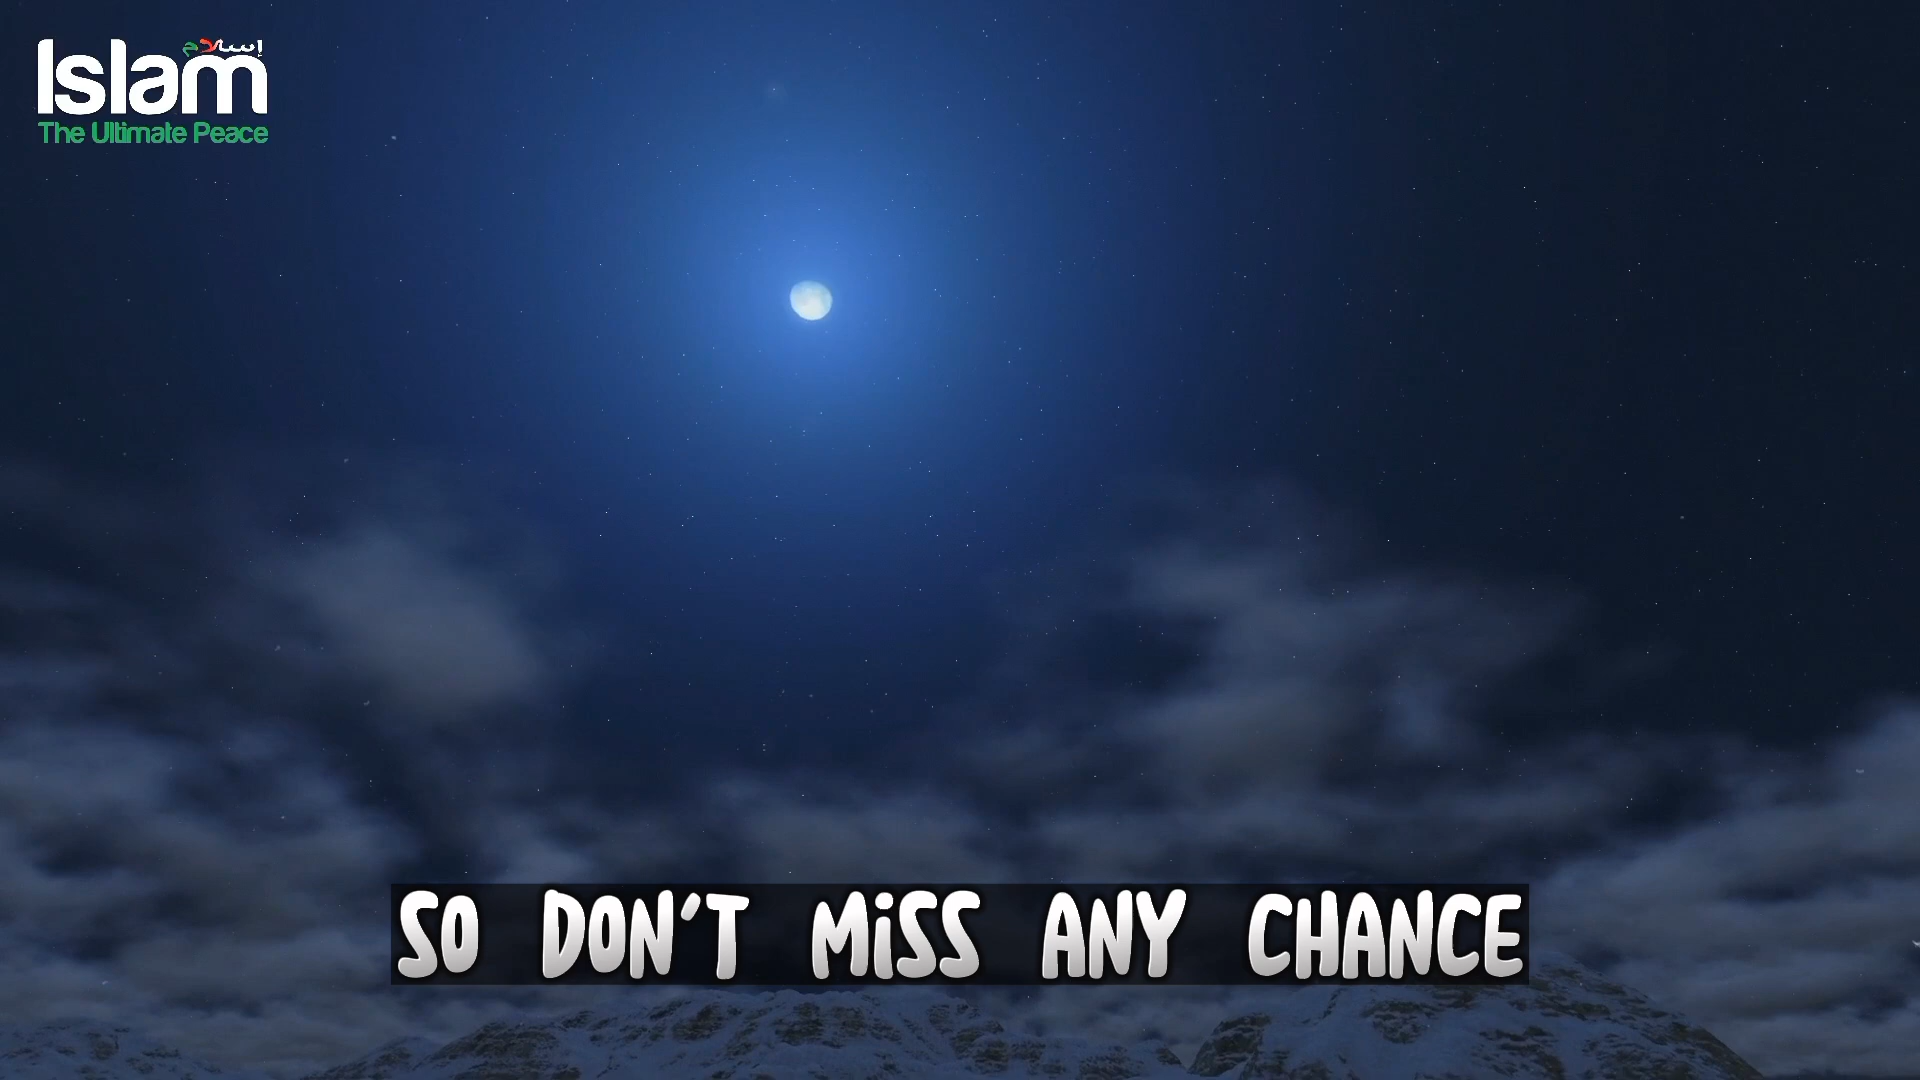 إسلام
Islam
The Ultimate Peace
SO DON'T MISS ANY CHANCE